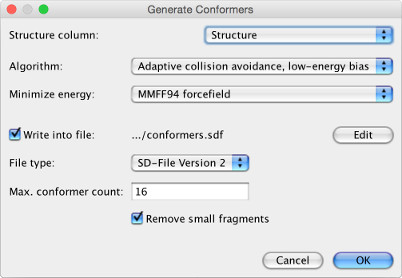 Generate Conformers
Structure column: Structure
Algorithm: Adaptive collision avoidance, low-energy bias
Minimize energy: MMFF94 forcefield
Write into file: .../conformers.sdf Edit
File type: SD-File Version 2
Max. conformer count: 16
Remove small fragments
Cancel OK